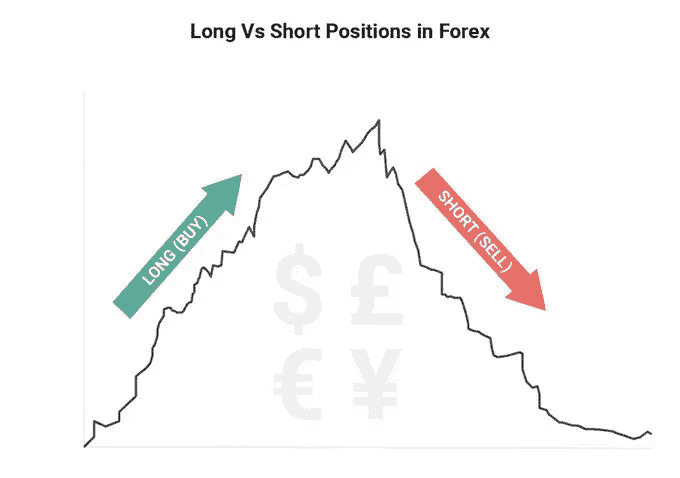 Long Vs Short Positions in Forex
LONG (BUY)
SHORT (SELL)
$ £
€ ¥